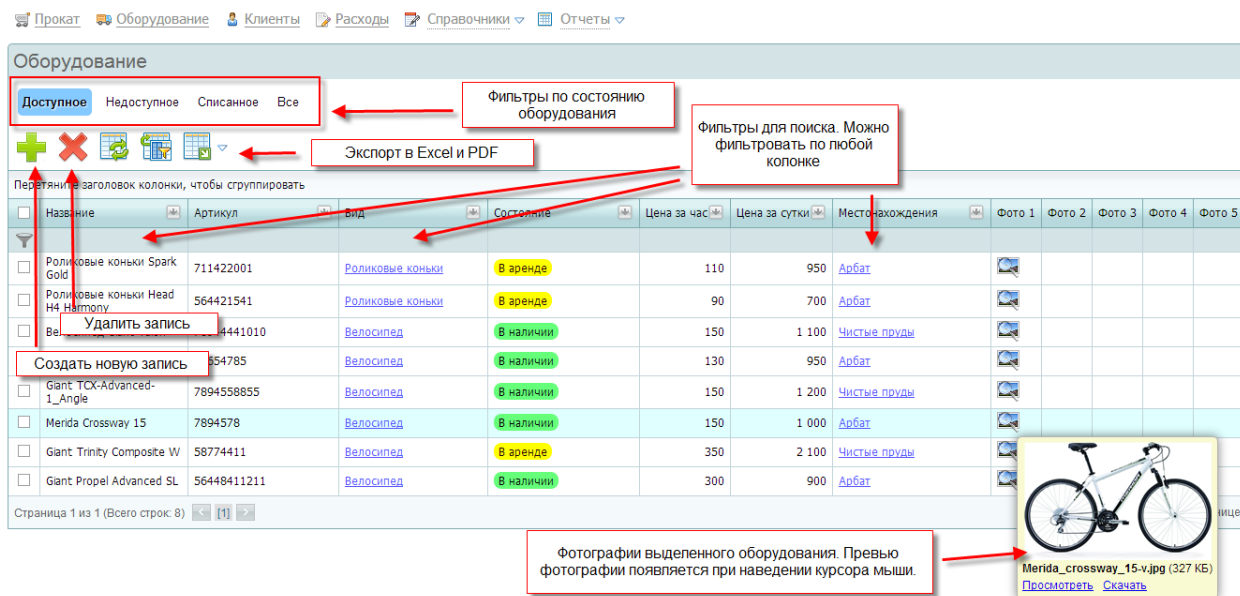 Прокат Оборудование Клиенты Расходы Справочники Отчеты
Оборудование
Доступное Недоступное Списанное Все
Фильтры по состоянию
оборудования
Фильтры для поиска. Можно
фильтровать по любой
колонке
Экспорт в Excel и PDF
Перетяните заголовок колонки, чтобы сгруппировать
Название Артикул Вид Состояние Цена за час Цена за сутки Местонахождения Фото 1 Фото 2 Фото 3 Фото 4 Фото 5
Роликовые коньки Spark
Gold
711422001 Роликовые коньки В аренде 110 950 Арбат
Роликовые коньки Head
H4 Harmony
564421541 Роликовые коньки В аренде 90 700 Арбат
Удалить запись
4441010 Велосипед В наличии 150 1 100 Чистые пруды
Создать новую запись
54785 Велосипед В наличии 130 950 Арбат
Giant TCX-Advanced-
1_Angle
7894558855 Велосипед В наличии 150 1 200 Чистые пруды
Merida Crossway 15 7894578 Велосипед В наличии 150 1 000 Арбат
Giant Trinity Composite W 58774411 Велосипед В аренде 350 2 100 Чистые пруды
Giant Propel Advanced SL 56448411211 Велосипед В наличии 300 900 Арбат
Страница 1 из 1 (Всего строк: 8) [1]
Фотографии выделенного оборудования. Превью
фотографии появляется при наведении курсора мыши.
Merida_crossway_15-v.jpg (327 КБ)
Просмотреть Скачать